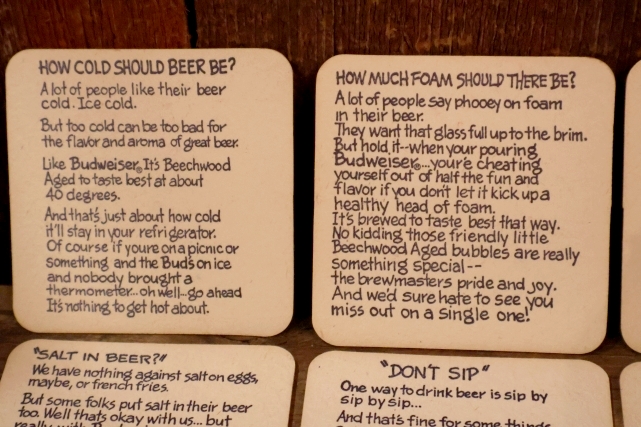 HOW COLD SHOULD BEER BE?
A lot of people like their beer
cold. Ice cold.
But too cold can be too bad for
the flavor and aroma of great beer.
Like Budweiser® It's Beechwood
Aged to taste best at about
40 degrees.
And that's just about how cold
it'll stay in your refrigerator.
Of course if you're on a picnic or
something and the Bud's on ice
and nobody brought a
thermometer...oh well...go ahead
It's nothing to get hot about.
HOW MUCH FOAM SHOULD THERE BE?
A lot of people say phooey on foam
in their beer.
They want that glass full up to the brim.
But hold it--when your pouring
Budweiser®...your'e cheating
yourself out of half the fun and
flavor if you don't let it kick up a
healthy head of foam.
It's brewed to taste best that way.
No kidding those friendly little
Beechwood Aged bubbles are really
something special--
the brewmasters pride and joy.
And we'd sure hate to see you
miss out on a single one!
"SALT IN BEER?"
We have nothing against salt on eggs,
maybe, or french fries.
But some folks put salt in their beer
too. Well thats okay with us... but
"DON'T SIP"
One way to drink beer is sip by
sip by sip...
And that's fine for some things